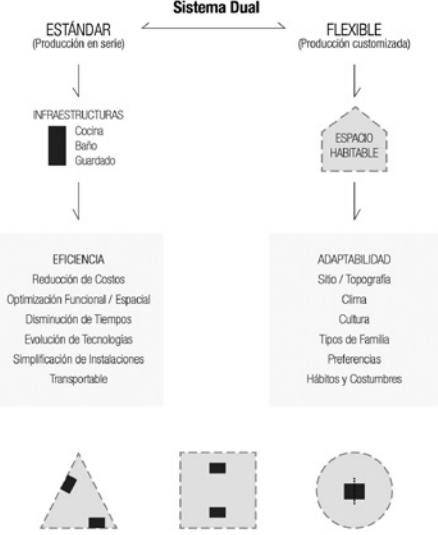 Sistema Dual
ESTÁNDAR
(Producción en serie)
FLEXIBLE
(Producción customizada)
INFRAESTRUCTURAS
Cocina
Baño
Guardado
ESPACIO
HABITABLE
EFICIENCIA
Reducción de Costos
Optimización Funcional / Espacial
Disminución de Tiempos
Evolución de Tecnologías
Simplificación de Instalaciones
Transportable
ADAPTABILIDAD
Sitio / Topografía
Clima
Cultura
Tipos de Familia
Preferencias
Hábitos y Costumbres